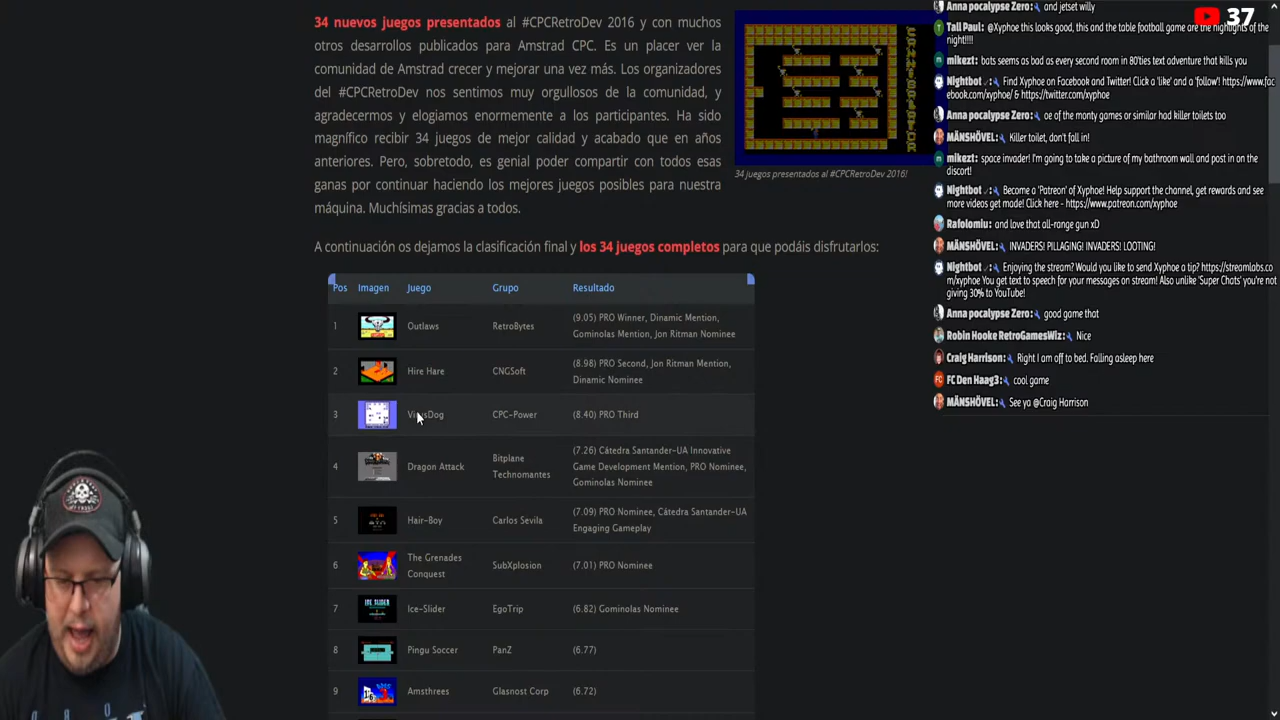 34 nuevos juegos presentados al #CPCRetroDev 2016 y con muchos
otros desarrollos publicados para Amstrad CPC. Es un placer ver la
comunidad de Amstrad crecer y mejorar una vez más. Los organizadores
del #CPCRetroDev nos sentimos muy orgullosos de la comunidad, y
agradecermos y elogiamos enormemente a los participantes. Ha sido
magnífico recibir 34 juegos de mejor calidad y acabado que en años
anteriores. Pero, sobretodo, es genial poder compartir con todos esas
ganas por continuar haciendo los mejores juegos posibles para nuestra
máquina. Muchísimas gracias a todos.
34 juegos presentados al #CPCRetroDev 2016!
A continuación os dejamos la clasificación final y los 34 juegos completos para que podáis disfrutarlos:
Pos Imagen Juego Grupo Resultado
1 Outlaws RetroBytes (9.05) PRO Winner, Dinamic Mention,
Gominolas Mention, Jon Ritman Nominee
2 Hire Hare CNGSoft (8.98) PRO Second, Jon Ritman Mention,
Dinamic Nominee
3 VirusDog CPC-Power (8.40) PRO Third
4 Dragon Attack Bitplane
Technomantes (7.26) Cátedra Santander-UA Innovative
Game Development Mention, PRO Nominee,
Gominolas Nominee
5 Hair-Boy Carlos Sevila (7.09) PRO Nominee, Cátedra Santander-UA
Engaging Gameplay
6 The Grenades
Conquest SubXplosion (7.01) PRO Nominee
7 Ice-Slider EgoTrip (6.82) Gominolas Nominee
8 Pingu Soccer PanZ (6.77)
9 Amsthrees Glasnost Corp (6.72)
37
Anna pocalypse Zero: and jetset willy
Tall Paul: @Xyphoe this looks good, this and the table football game are the highlights of the
night!!!!
mikezt: bats seems as bad as every second room in 80'ties text adventure that kills you
Nightbot: Find Xyphoe on Facebook and Twitter! Click a 'like' and a 'follow'! https://www.fac
ebook.com/xyphoe/ & https://twitter.com/xyphoe
Anna pocalypse Zero: oe of the monty games or similar had killer toilets too
MÄNSHÖVEL: Killer toilet, don't fall in!
mikezt: space invader! I'm going to take a picture of my bathroom wall and post in on the
discort!
Nightbot: Become a 'Patreon' of Xyphoe! Help support the channel, get rewards and see
more videos get made! Click here - https://www.patreon.com/xyphoe
Rafolomiu: and love that all-range gun xD
MÄNSHÖVEL: INVADERS! PILLAGING! INVADERS! LOOTING!
Nightbot: Enjoying the stream? Would you like to send Xyphoe a tip? https://streamlabs.co
m/xyphoe You get text to speech for your messages on stream! Also unlike 'Super Chats' you're not
giving 30% to YouTube!
Anna pocalypse Zero: good game that
Robin Hooke RetroGamesWiz: Nice
Craig Harrison: Right I am off to bed. Falling asleep here
FC Den Haag3: cool game
MÄNSHÖVEL: See ya @Craig Harrison